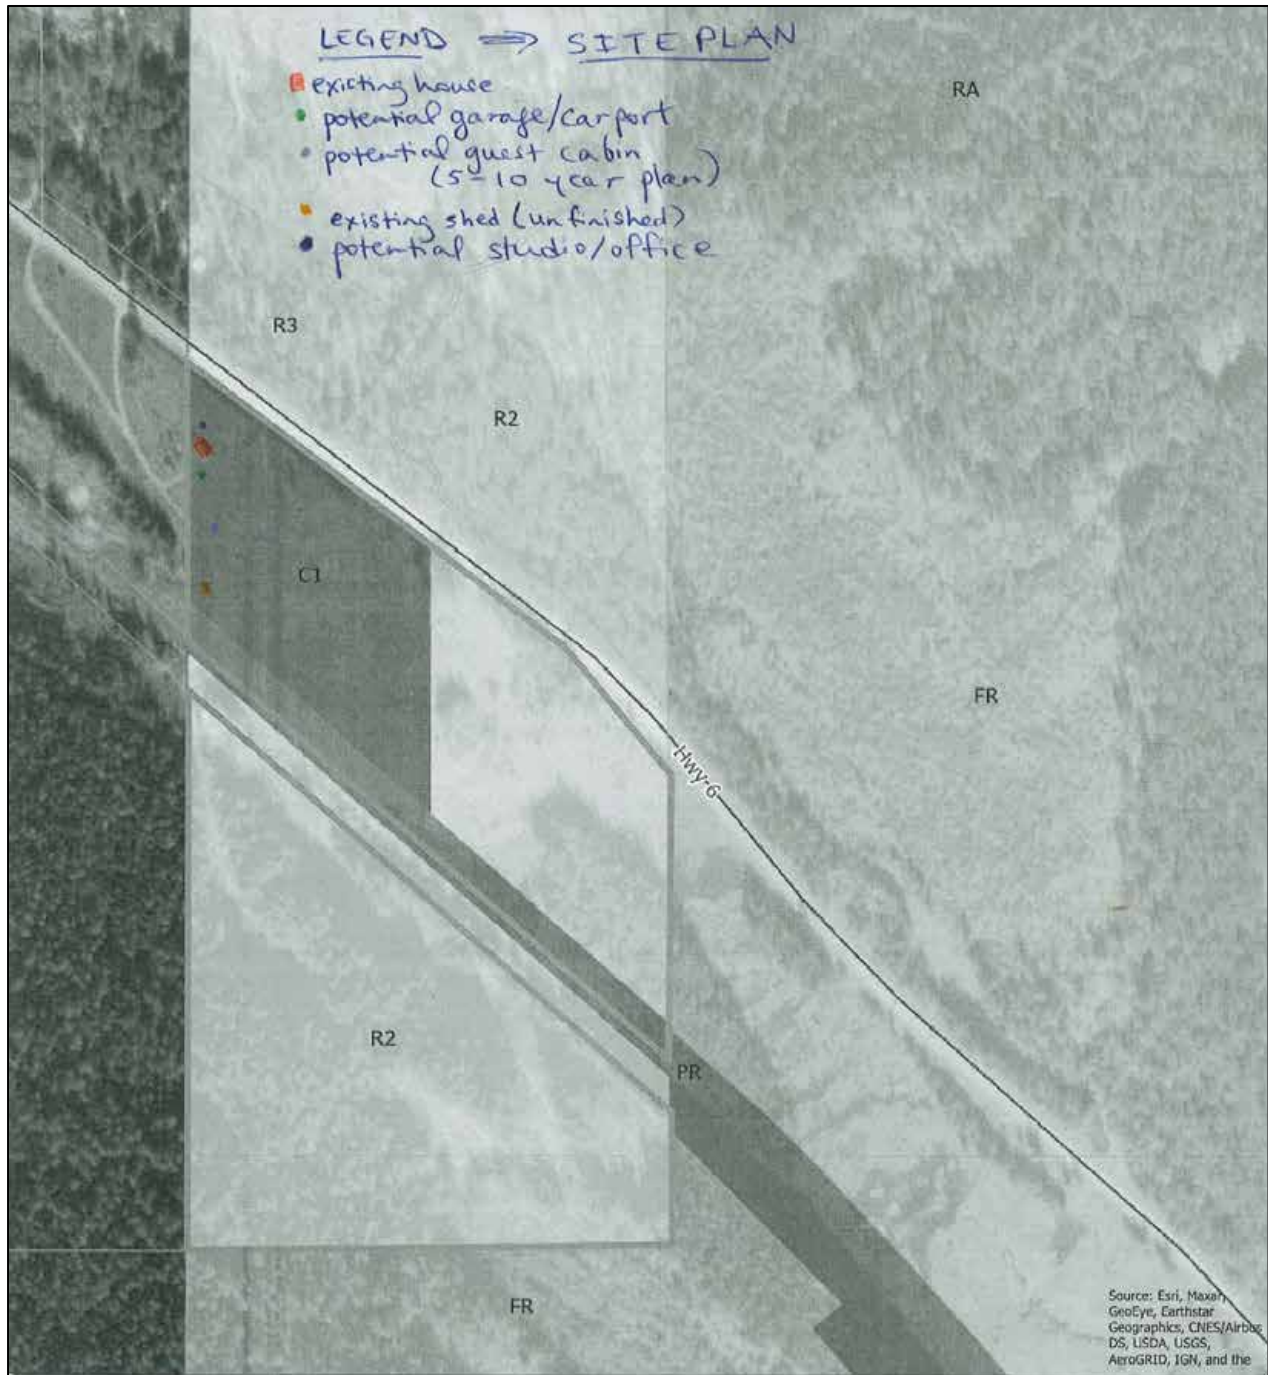 LEGEND ⇒ SITE PLAN
existing house
potential garage/carport
potential guest cabin
(5-10 year plan)
existing shed (unfinished)
potential studio/office
RA
R3
R2
C1
FR
Hwy-6
R2
PR
FR
Source: Esri, Maxar,
GeoEye, Earthstar
Geographics, CNES/Airbus
DS, USDA, USGS,
AeroGRID, IGN, and the